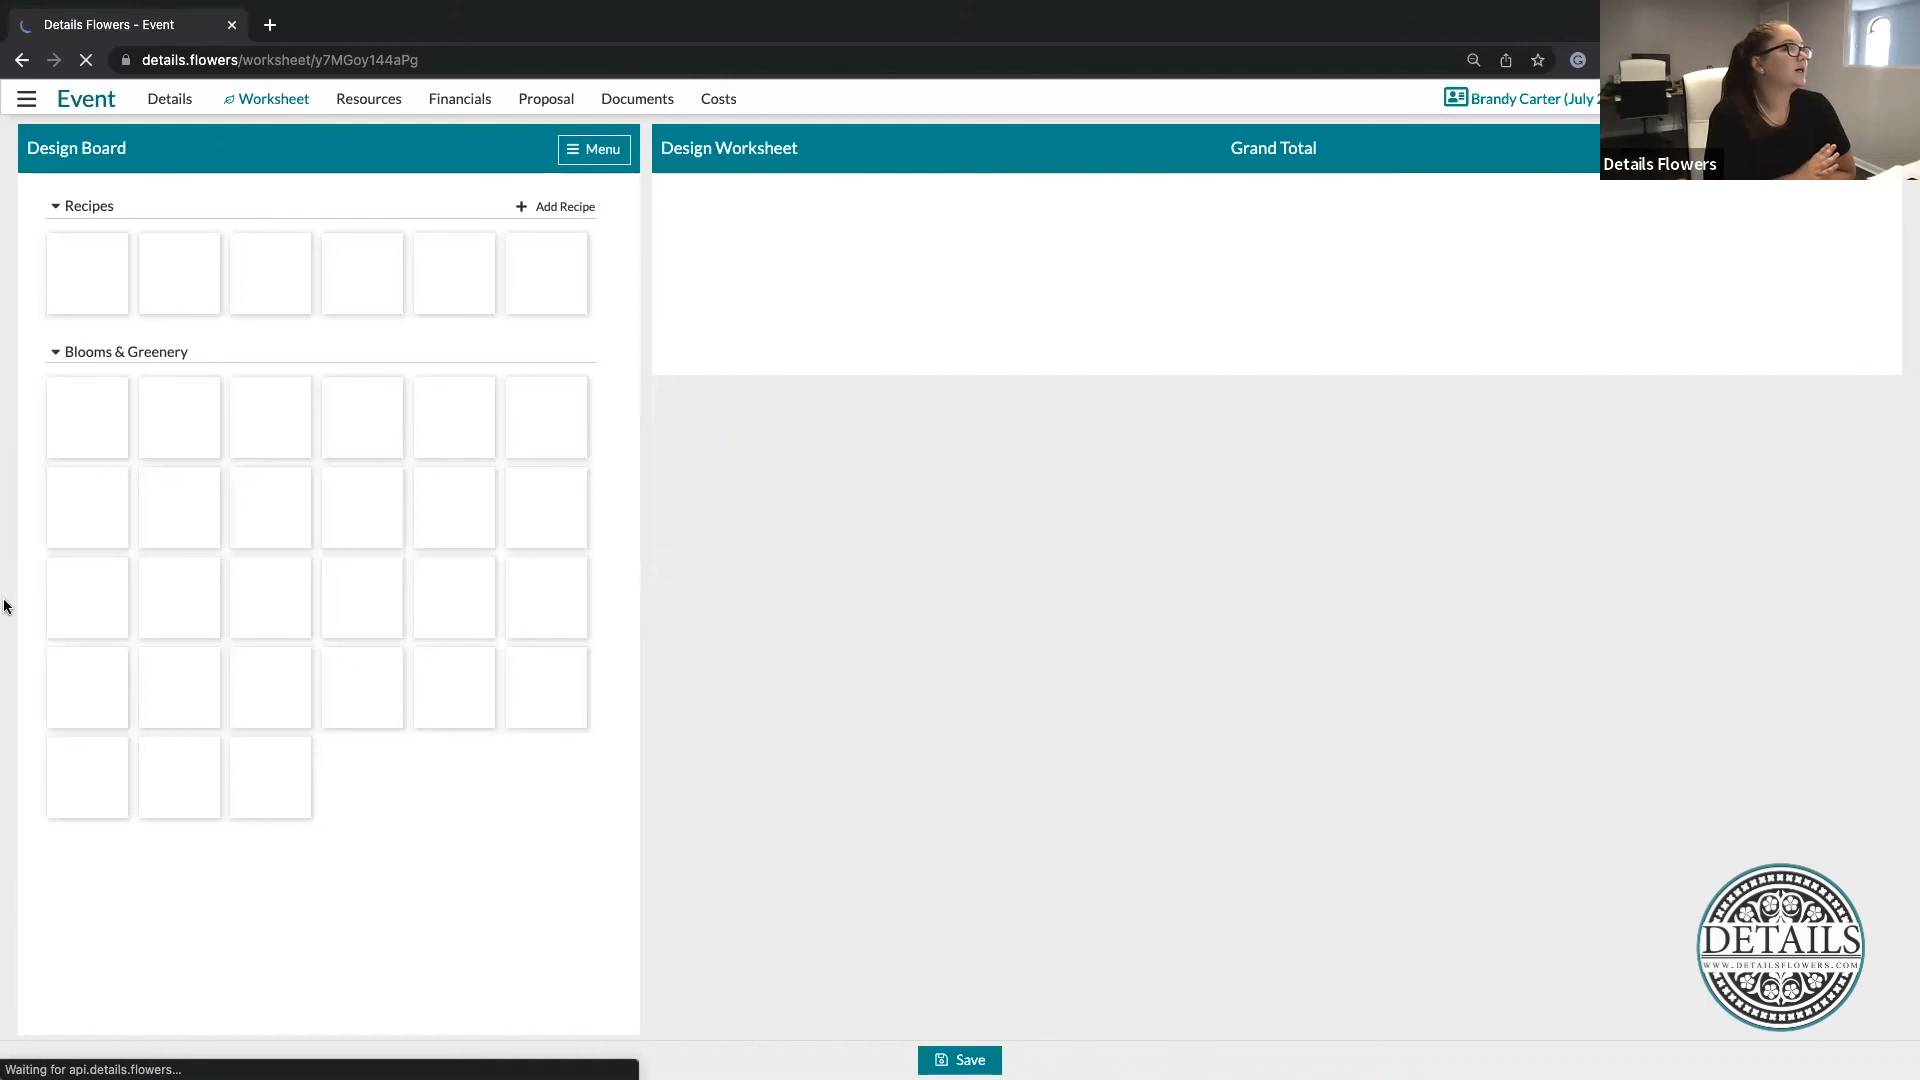 Details Flowers - Event
details.flowers/worksheet/y7MGoy144aPg
Event
Details
Worksheet
Resources
Financials
Proposal
Documents
Costs
Brandy Carter (July 2
Details Flowers
Design Board
Menu
Design Worksheet
Grand Total
Recipes
Add Recipe
Blooms & Greenery
DETAILS
WWW.DETAILSFLOWERS.COM
Save
Waiting for api.details.flowers...